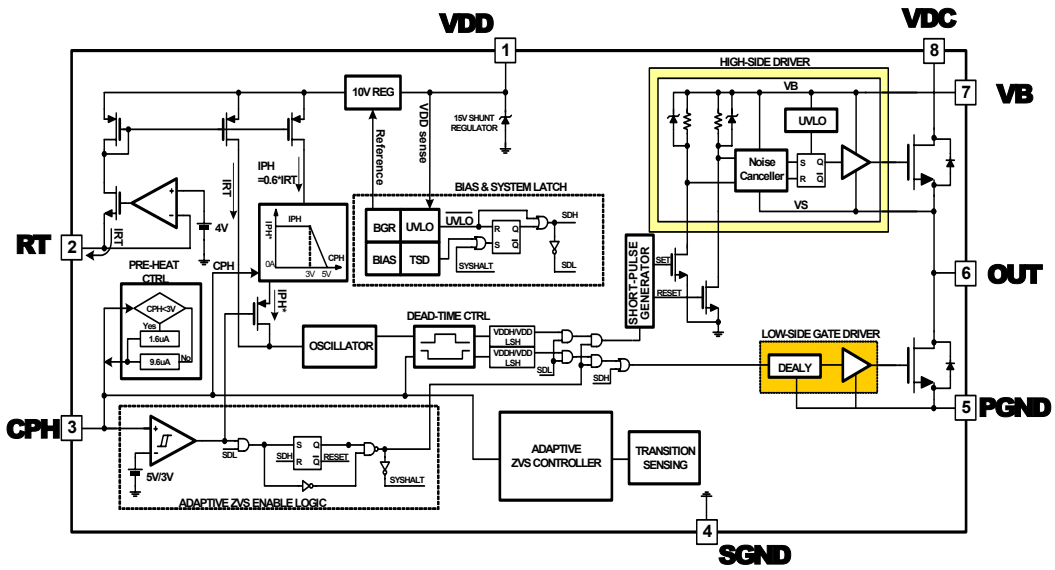 VDD
VDC
1
8
HIGH-SIDE DRIVER
10V REG
VB
7
VB
15V SHUNT
REGULATOR
UVLO
Reference
VDD sense
IPH
=0.6*IRT
IRT
Noise
Canceller
S
Q
R
Q
VS
BIAS & SYSTEM LATCH
4V
IRT
RT
2
IPH*
IPH
0A
3V
5V
CPH
BGR
UVLO
UVLO
BIAS
TSD
R
Q
S
Q
SDH
SDL
SYSHALT
PRE-HEAT
CTRL
CPH
CPH<3V
Yes
1.6uA
No
9.6uA
IPH*
SHORT-PULSE
GENERATOR
SET
RESET
6
OUT
DEAD-TIME CTRL
OSCILLATOR
VDDH/VDD
LSH
VDDH/VDD
LSH
SDL
SDH
LOW-SIDE GATE DRIVER
DEALY
5
PGND
CPH
3
5V/3V
SDL
S
Q
SDH
R
Q
RESET
SYSHALT
ADAPTIVE ZVS ENABLE LOGIC
ADAPTIVE
ZVS CONTROLLER
TRANSITION
SENSING
4
SGND